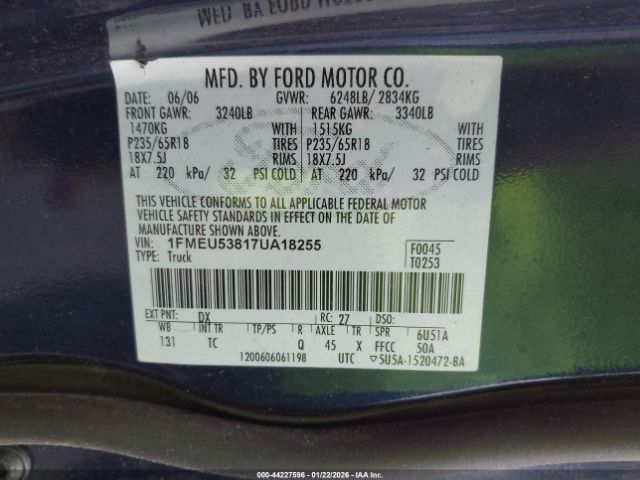 MFD. BY FORD MOTOR CO.
DATE: 06/06 GVWR: 6248LB/ 2834KG
FRONT GAWR: 3240LB REAR GAWR: 3340LB
1470KG WITH 1515KG WITH
P235/65R18 TIRES P235/65R18 TIRES
18X7.5J RIMS 18X7.5J RIMS
AT 220 kPa/ 32 PSI COLD AT 220 kPa/ 32 PSI COLD
THIS VEHICLE CONFORMS TO ALL APPLICABLE FEDERAL MOTOR
VEHICLE SAFETY STANDARDS IN EFFECT ON THE DATE OF
MANUFACTURE SHOWN ABOVE.
VIN: 1FMEU53817UA18255 F0045
TYPE: Truck T0253
EXT PNT: DX RC: 27 DSO:
WB INT TR TP/PS R AXLE TR SPR 6U51A
131 TC Q 45 X FFCC 50A
1200606061198 UTC ▽5U5A-1520472-BA
000-44227596 - 01/22/2026 - IAAI.COM